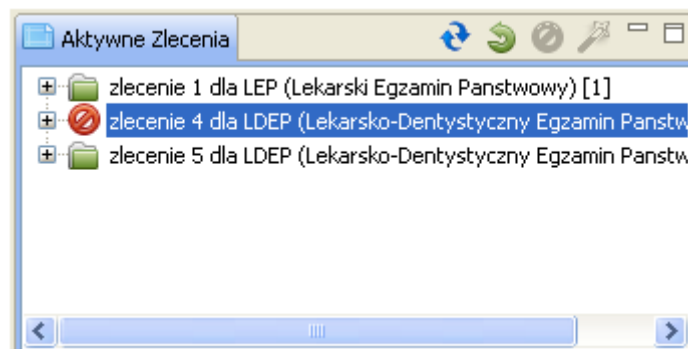 Aktywne Zlecenia
zlecenie 1 dla LEP (Lekarski Egzamin Panstwowy) [1]
zlecenie 4 dla LDEP (Lekarsko-Dentystyczny Egzamin Panstw
zlecenie 5 dla LDEP (Lekarsko-Dentystyczny Egzamin Panstw